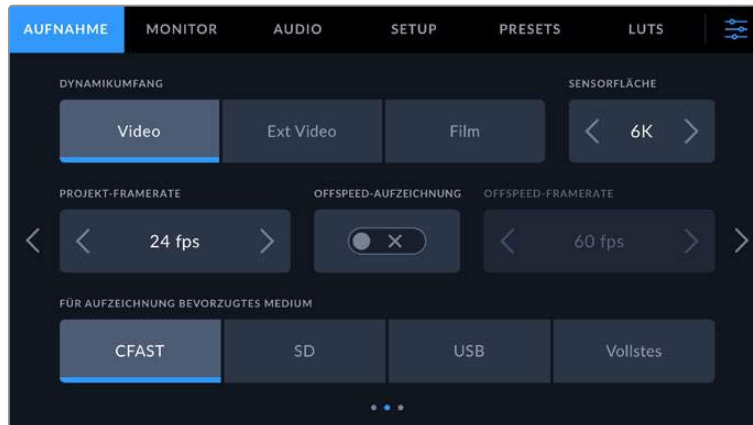 AUFNAHME MONITOR AUDIO SETUP PRESETS LUTS
DYNAMIKUMFANG SENSORFLÄCHE
Video Ext Video Film 6K
PROJEKT-FRAMERATE OFFSPEED-AUFZEICHNUNG OFFSPEED-FRAMERATE
24 fps 60 fps
FÜR AUFZEICHNUNG BEVORZUGTES MEDIUM
CFAST SD USB Vollstes